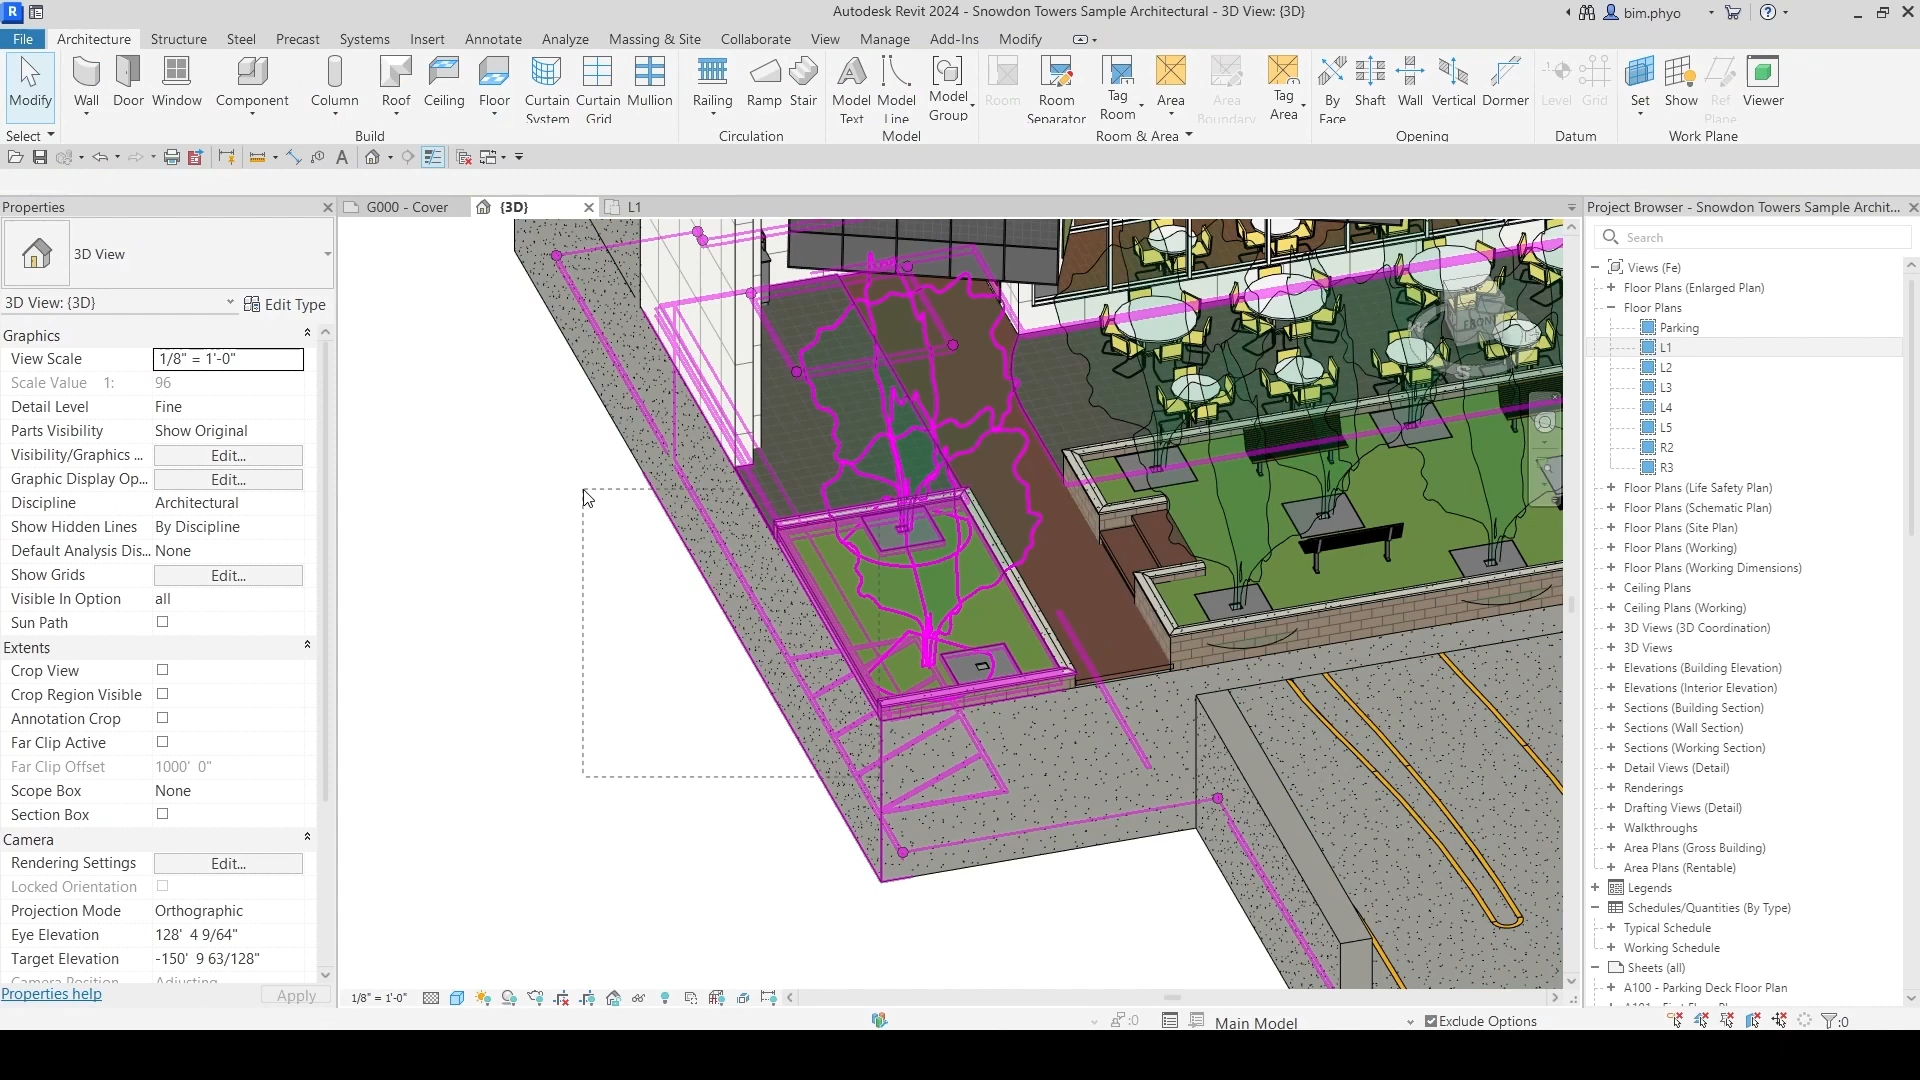 Autodesk Revit 2024 - Snowdon Towers Sample Architectural - 3D View: {3D}
bim.phyo
File Architecture Structure Steel Precast Systems Insert Annotate Analyze Massing & Site Collaborate View Manage Add-Ins Modify
Modify
Wall
Door
Window
Component
Column
Roof
Ceiling
Floor
Curtain System
Curtain Grid
Mullion
Railing
Ramp
Stair
Model Text
Model Line
Model Group
Room
Room Separator
Tag Room
Area
Area Boundary
Tag Area
By Face
Shaft
Wall
Vertical
Dormer
Level
Grid
Set
Show
Ref Plane
Viewer
Select
Build
Circulation
Model
Room & Area
Opening
Datum
Work Plane
Properties
G000 - Cover
{3D}
L1
Project Browser - Snowdon Towers Sample Archit...
3D View
3D View: {3D}
Edit Type
Graphics
View Scale 1/8" = 1'-0"
Scale Value 1: 96
Detail Level Fine
Parts Visibility Show Original
Visibility/Graphics ... Edit...
Graphic Display Op... Edit...
Discipline Architectural
Show Hidden Lines By Discipline
Default Analysis Dis... None
Show Grids Edit...
Visible In Option all
Sun Path
Extents
Crop View
Crop Region Visible
Annotation Crop
Far Clip Active
Far Clip Offset 1000' 0"
Scope Box None
Section Box
Camera
Rendering Settings Edit...
Locked Orientation
Projection Mode Orthographic
Eye Elevation 128' 4 9/64"
Target Elevation -150' 9 63/128"
Camera Position Adjusting
Properties help
Apply
FRONT
S
Search
Views (Fe)
Floor Plans (Enlarged Plan)
Floor Plans
Parking
L1
L2
L3
L4
L5
R2
R3
Floor Plans (Life Safety Plan)
Floor Plans (Schematic Plan)
Floor Plans (Site Plan)
Floor Plans (Working)
Floor Plans (Working Dimensions)
Ceiling Plans
Ceiling Plans (Working)
3D Views (3D Coordination)
3D Views
Elevations (Building Elevation)
Elevations (Interior Elevation)
Sections (Building Section)
Sections (Wall Section)
Sections (Working Section)
Detail Views (Detail)
Renderings
Drafting Views (Detail)
Walkthroughs
Area Plans (Gross Building)
Area Plans (Rentable)
Legends
Schedules/Quantities (By Type)
Typical Schedule
Working Schedule
Sheets (all)
A100 - Parking Deck Floor Plan
1/8" = 1'-0"
:0
Main Model
Exclude Options
:0